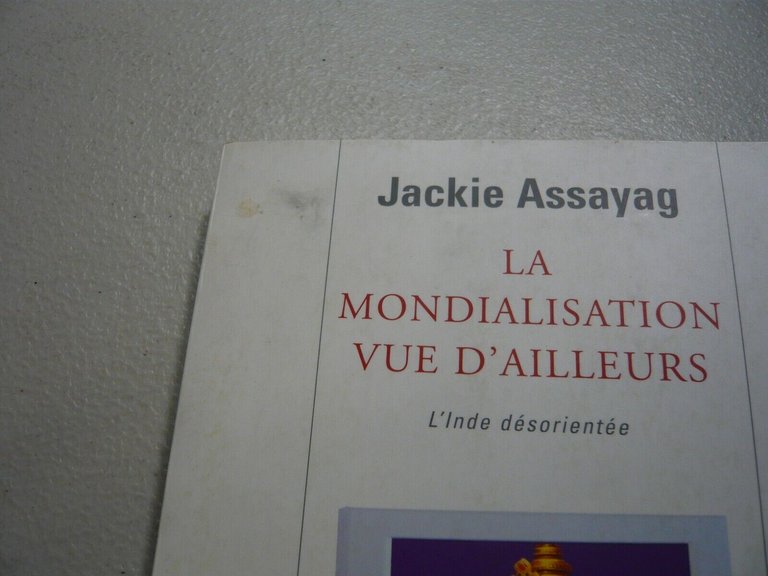 Jackie Assayag
LA
MONDIALISATION
VUE D'AILLEURS
L'Inde désorientée